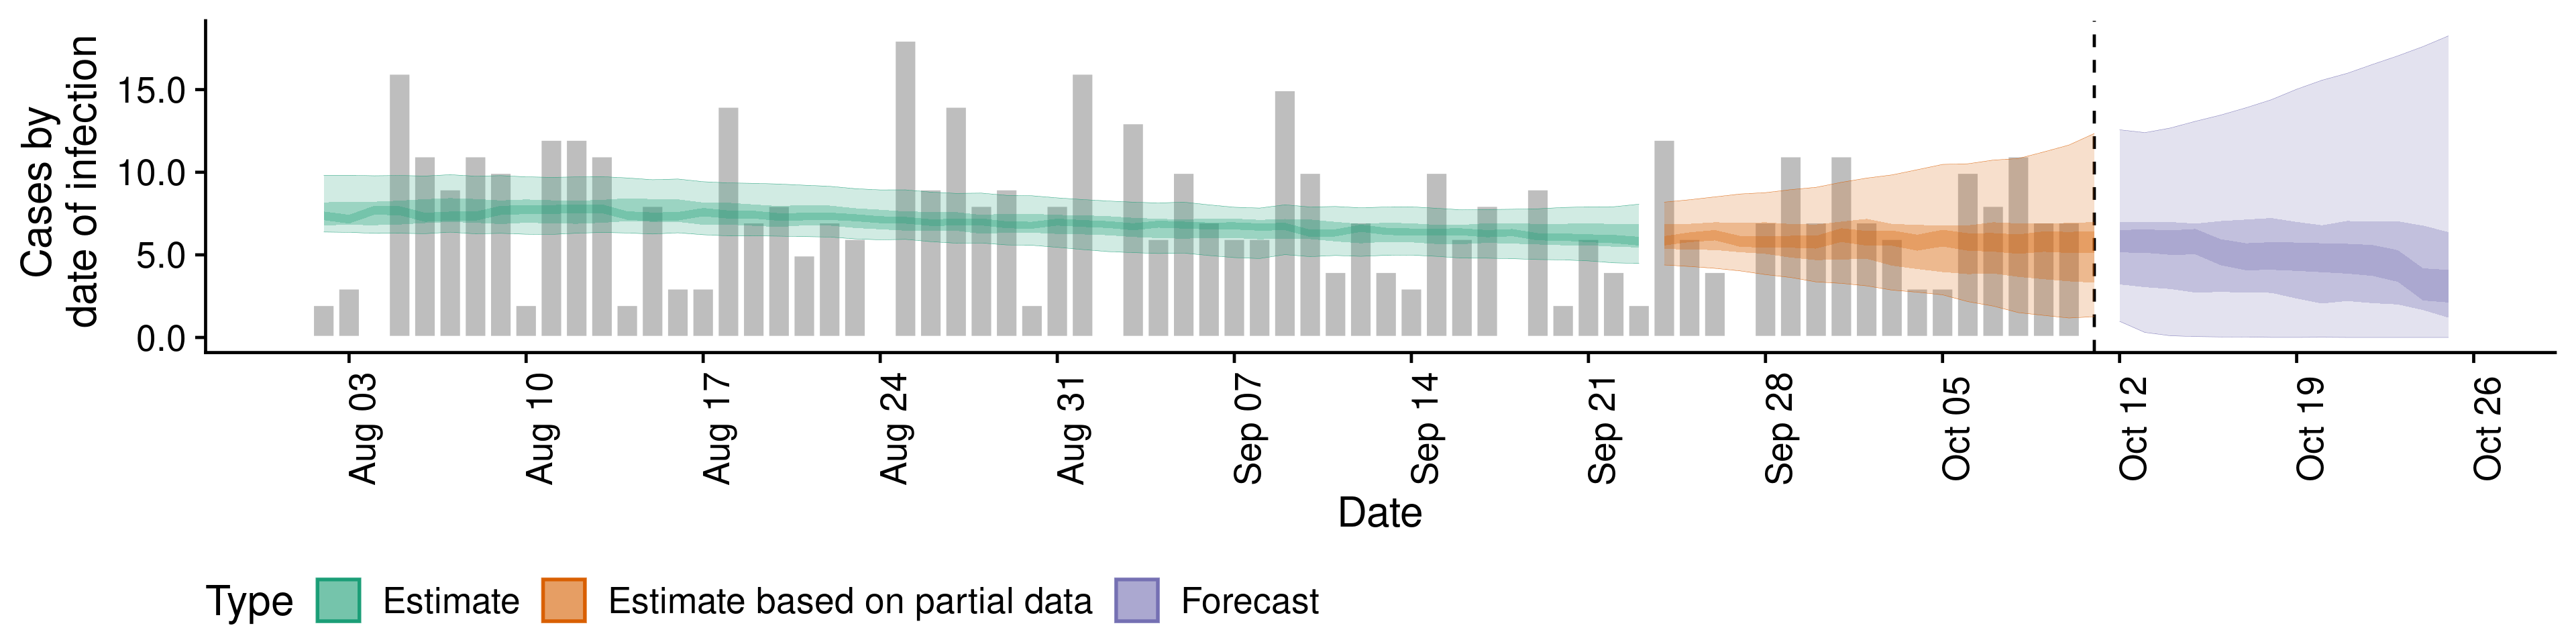 Cases by
date of infection
15.0
10.0
5.0
0.0
Aug 03
Aug 10
Aug 17
Aug 24
Aug 31
Sep 07
Sep 14
Sep 21
Sep 28
Oct 05
Oct 12
Oct 19
Oct 26
Date
Type
Estimate
Estimate based on partial data
Forecast